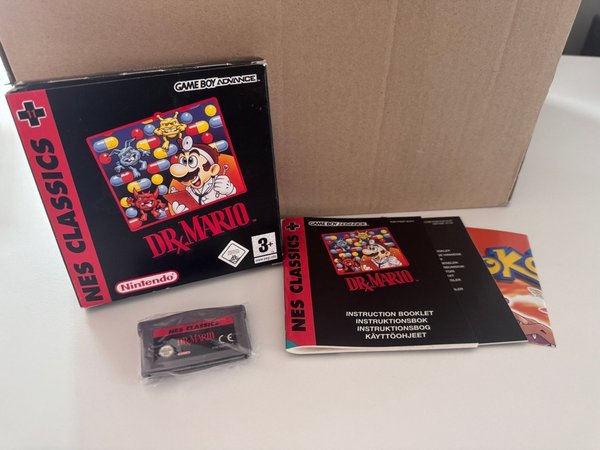 GAME BOY ADVANCE
NES CLASSICS
DR. MARIO
Nintendo
3+
NES CLASSICS
DR. MARIO
CE
GAME BOY ADVANCE
NES CLASSICS
DR. MARIO
INSTRUCTION BOOKLET
INSTRUKTIONSBOK
INSTRUKTIONSBOG
KÄYTTÖOHJEET